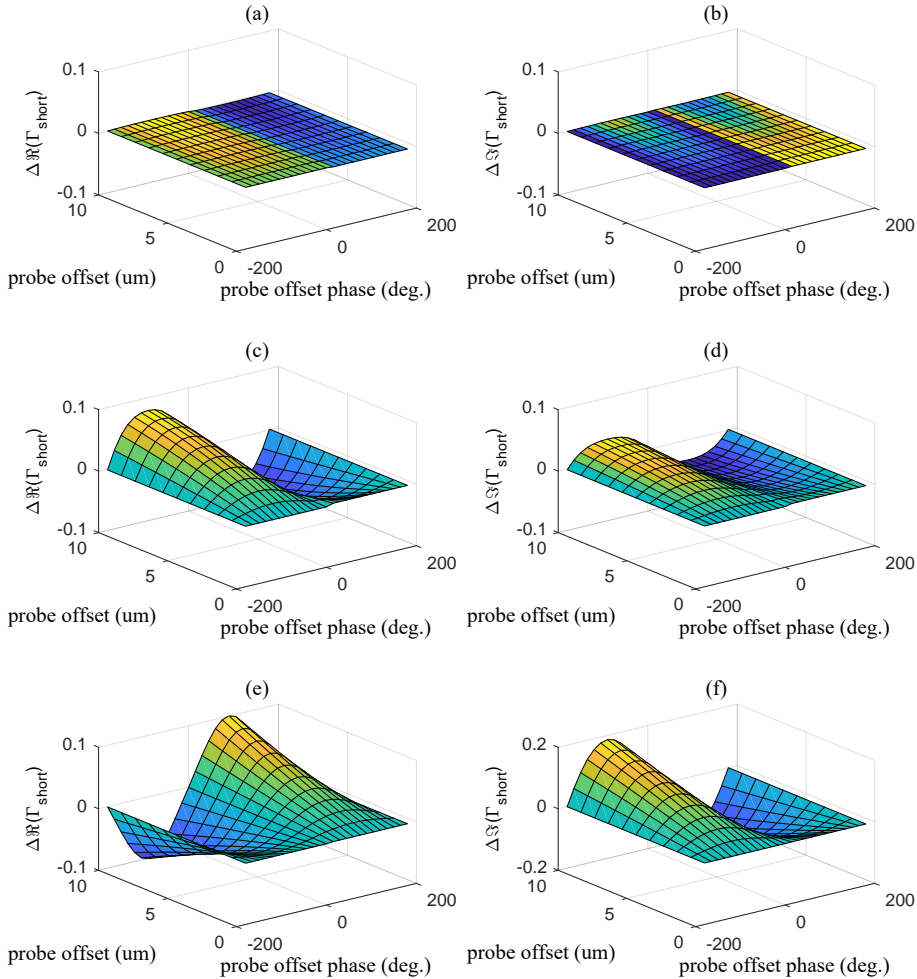 (a)
(b)
0.1
0
-0.1
Δℜ(Γshort)
10
5
0
probe offset (um)
-200
0
200
probe offset phase (deg.)
0.1
0
-0.1
Δℑ(Γshort)
10
5
0
probe offset (um)
-200
0
200
probe offset phase (deg.)
(c)
(d)
0.1
0
-0.1
Δℜ(Γshort)
10
5
0
probe offset (um)
-200
0
200
probe offset phase (deg.)
0.1
0
-0.1
Δℑ(Γshort)
10
5
0
probe offset (um)
-200
0
200
probe offset phase (deg.)
(e)
(f)
0.1
0
-0.1
Δℜ(Γshort)
10
5
0
probe offset (um)
-200
0
200
probe offset phase (deg.)
0.2
0
-0.2
Δℑ(Γshort)
10
5
0
probe offset (um)
-200
0
200
probe offset phase (deg.)